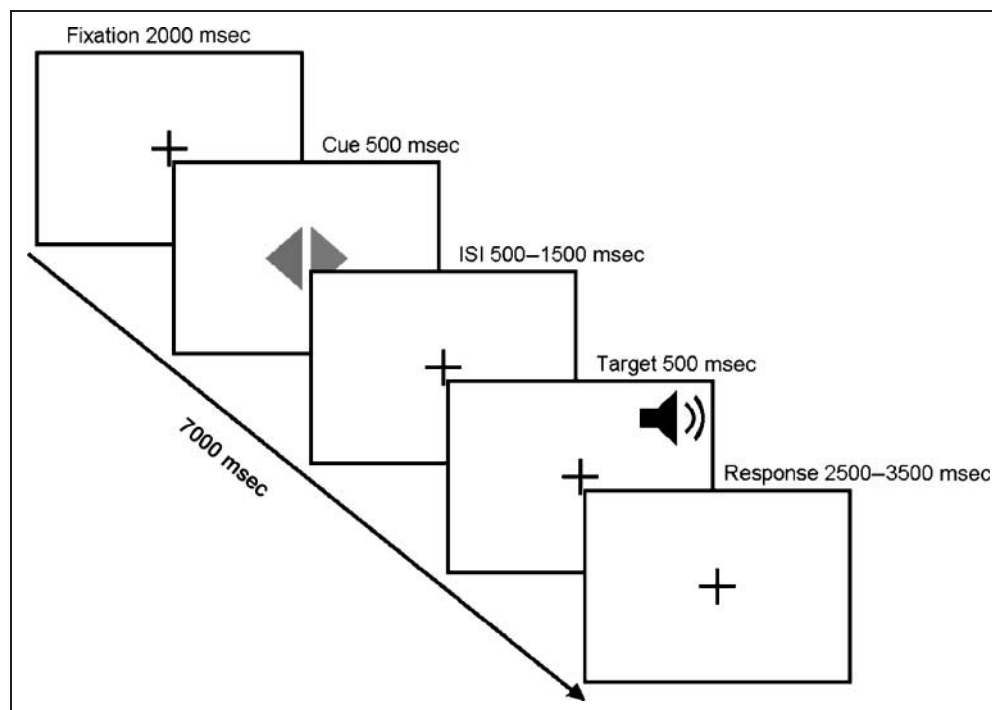 Fixation 2000 msec
Cue 500 msec
ISI 500–1500 msec
Target 500 msec
Response 2500–3500 msec
7000 msec